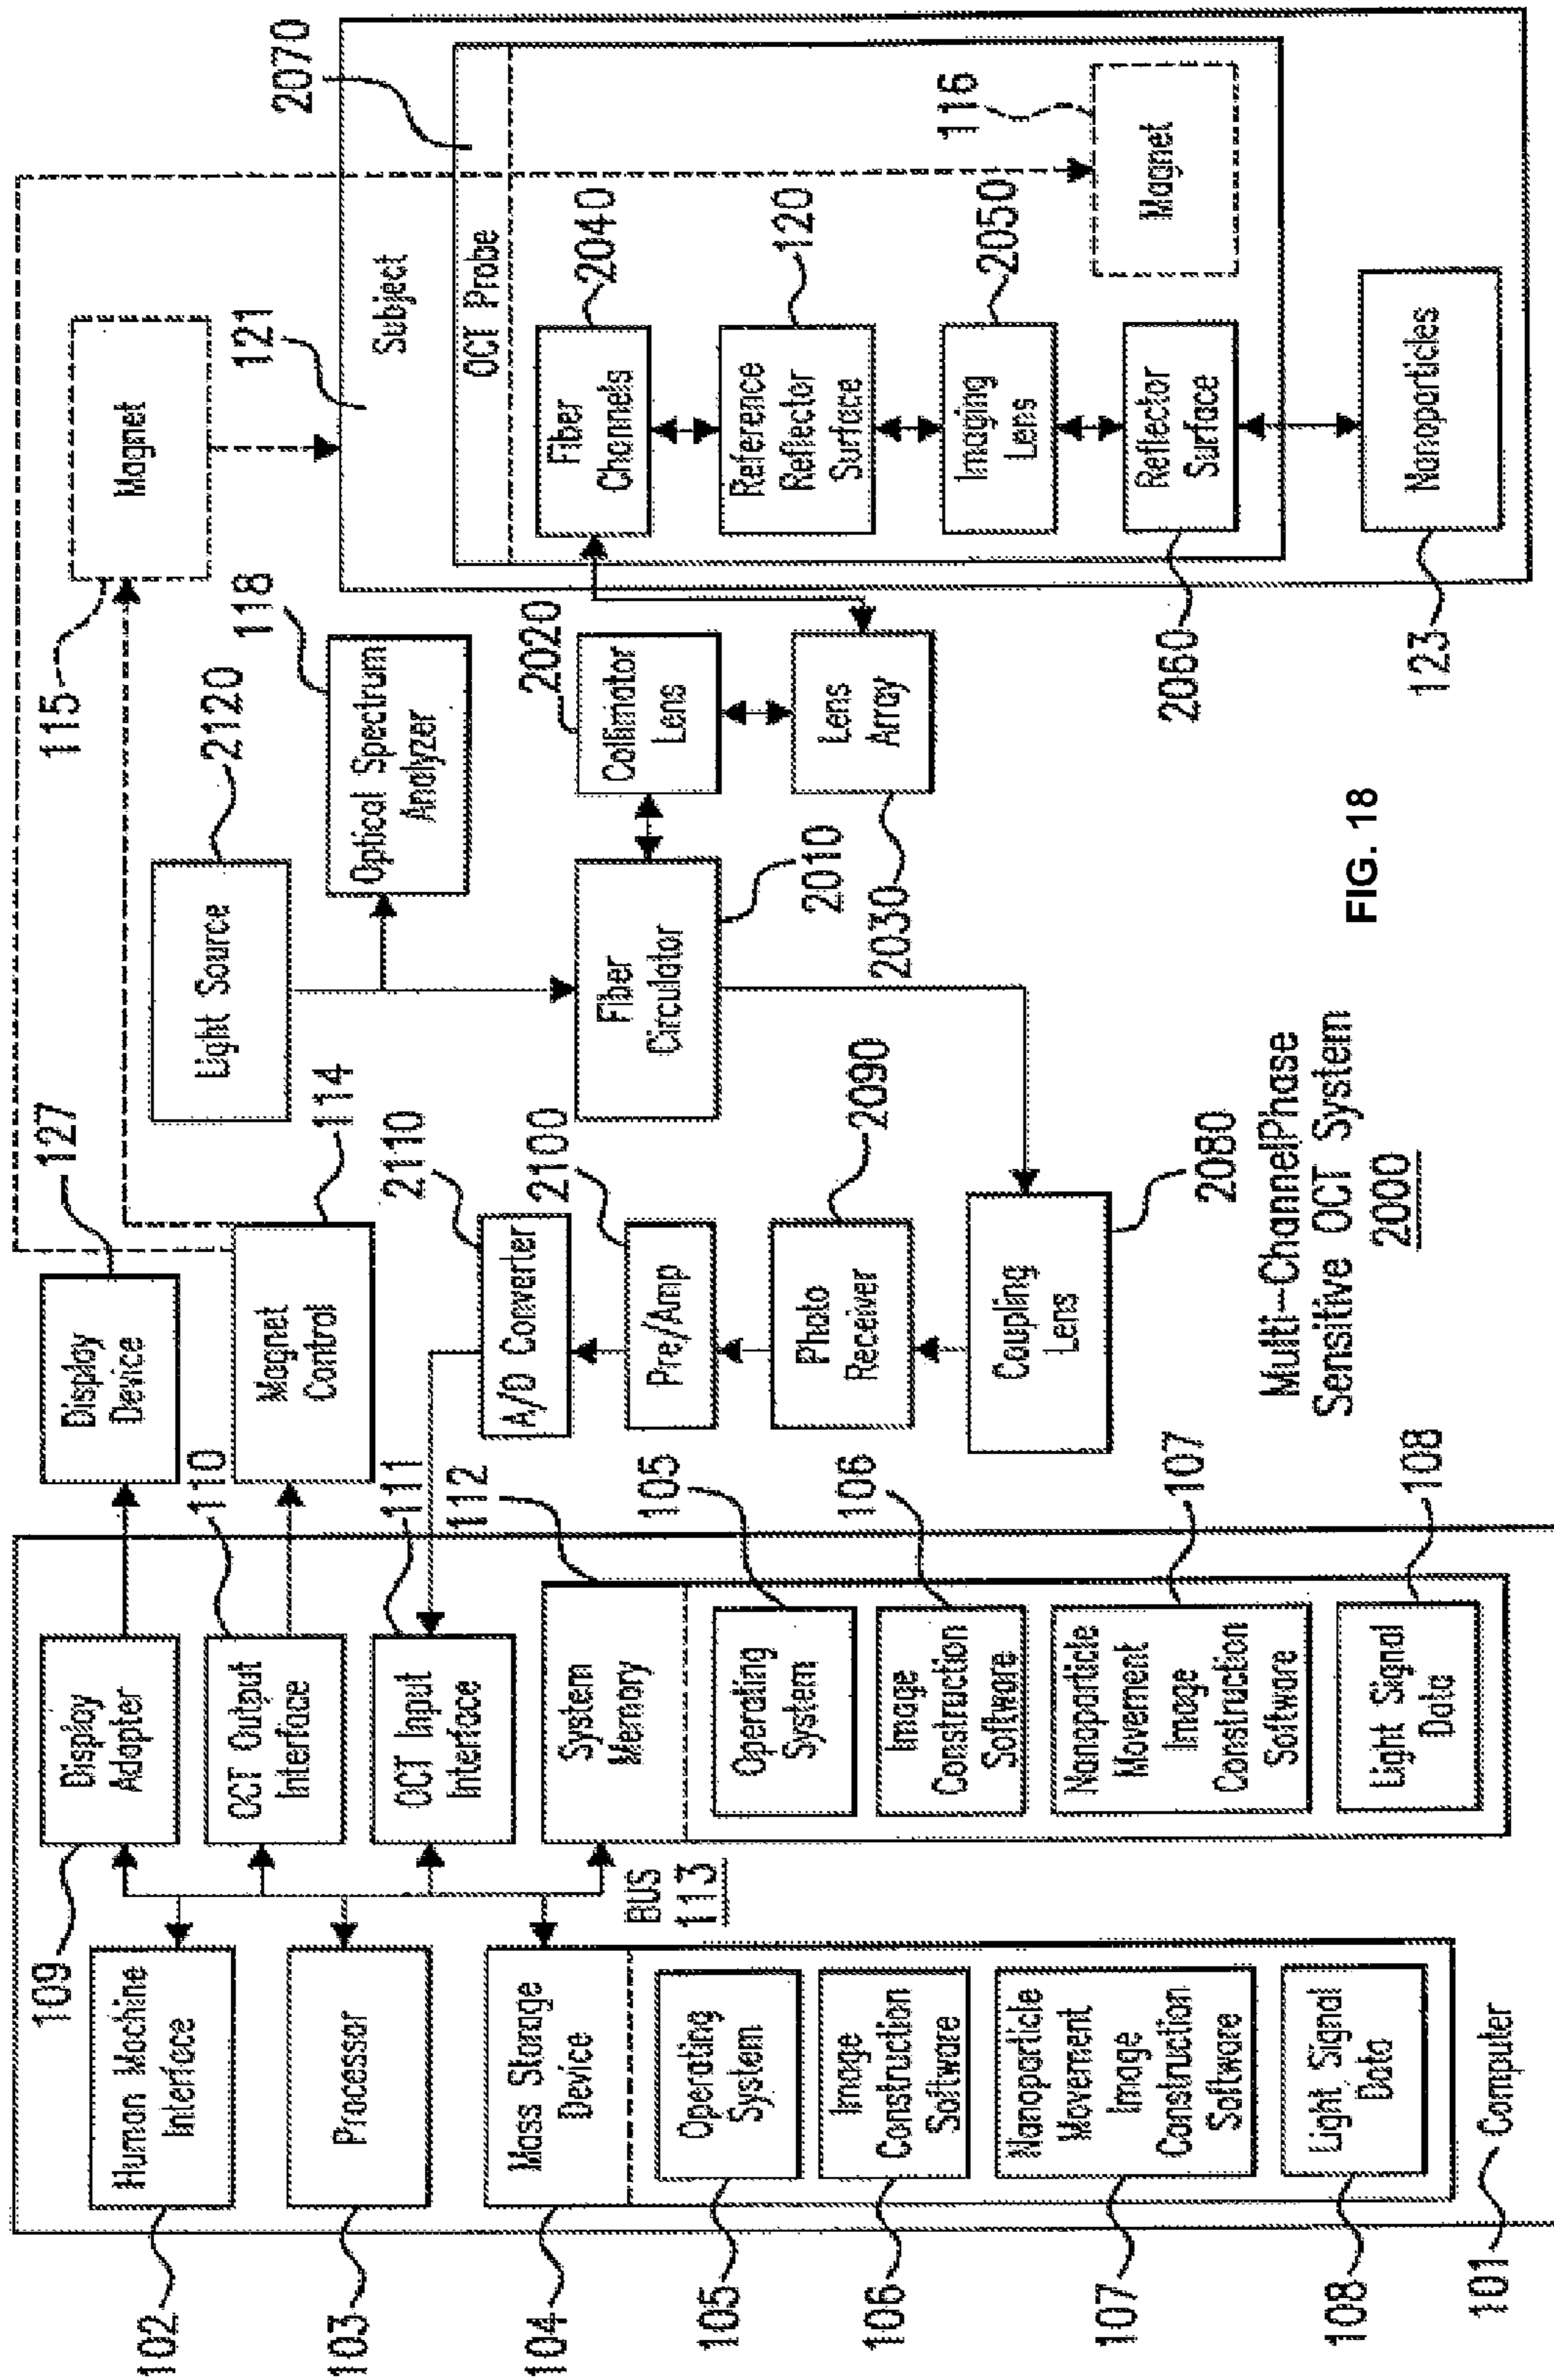 109
102
Human Machine
Interface
103
Processor
104
Mass Storage
Device
105
Operating
System
106
Image
Construction
Software
107
Nanoparticle
Movement
Image
Construction
Software
108
Light Signal
Data
101
Computer
Display
Adapter
110
OCT Output
Interface
111
OCT Input
Interface
112
System
Memory
BUS
113
105
Operating
System
106
Image
Construction
Software
107
Nanoparticle
Movement
Image
Construction
Software
108
Light Signal
Data
127
Display
Device
114
Magnet
Control
2110
A/D Converter
2100
Pre/Amp
2090
Photo
Receiver
2080
Coupling
Lens
2120
Light Source
118
Optical Spectrum
Analyzer
Fiber
Circulator
2010
2020
Collimator
Lens
Lens
Array
2030
115
Magnet
121
Subject
2070
OCT Probe
2040
Fiber
Channels
120
Reference
Reflector
Surface
2050
Imaging
Lens
2060
Reflector
Surface
116
Magnet
123
Nanoparticles
Multi-ChannelPhase
Sensitive OCT System
2000
FIG. 18